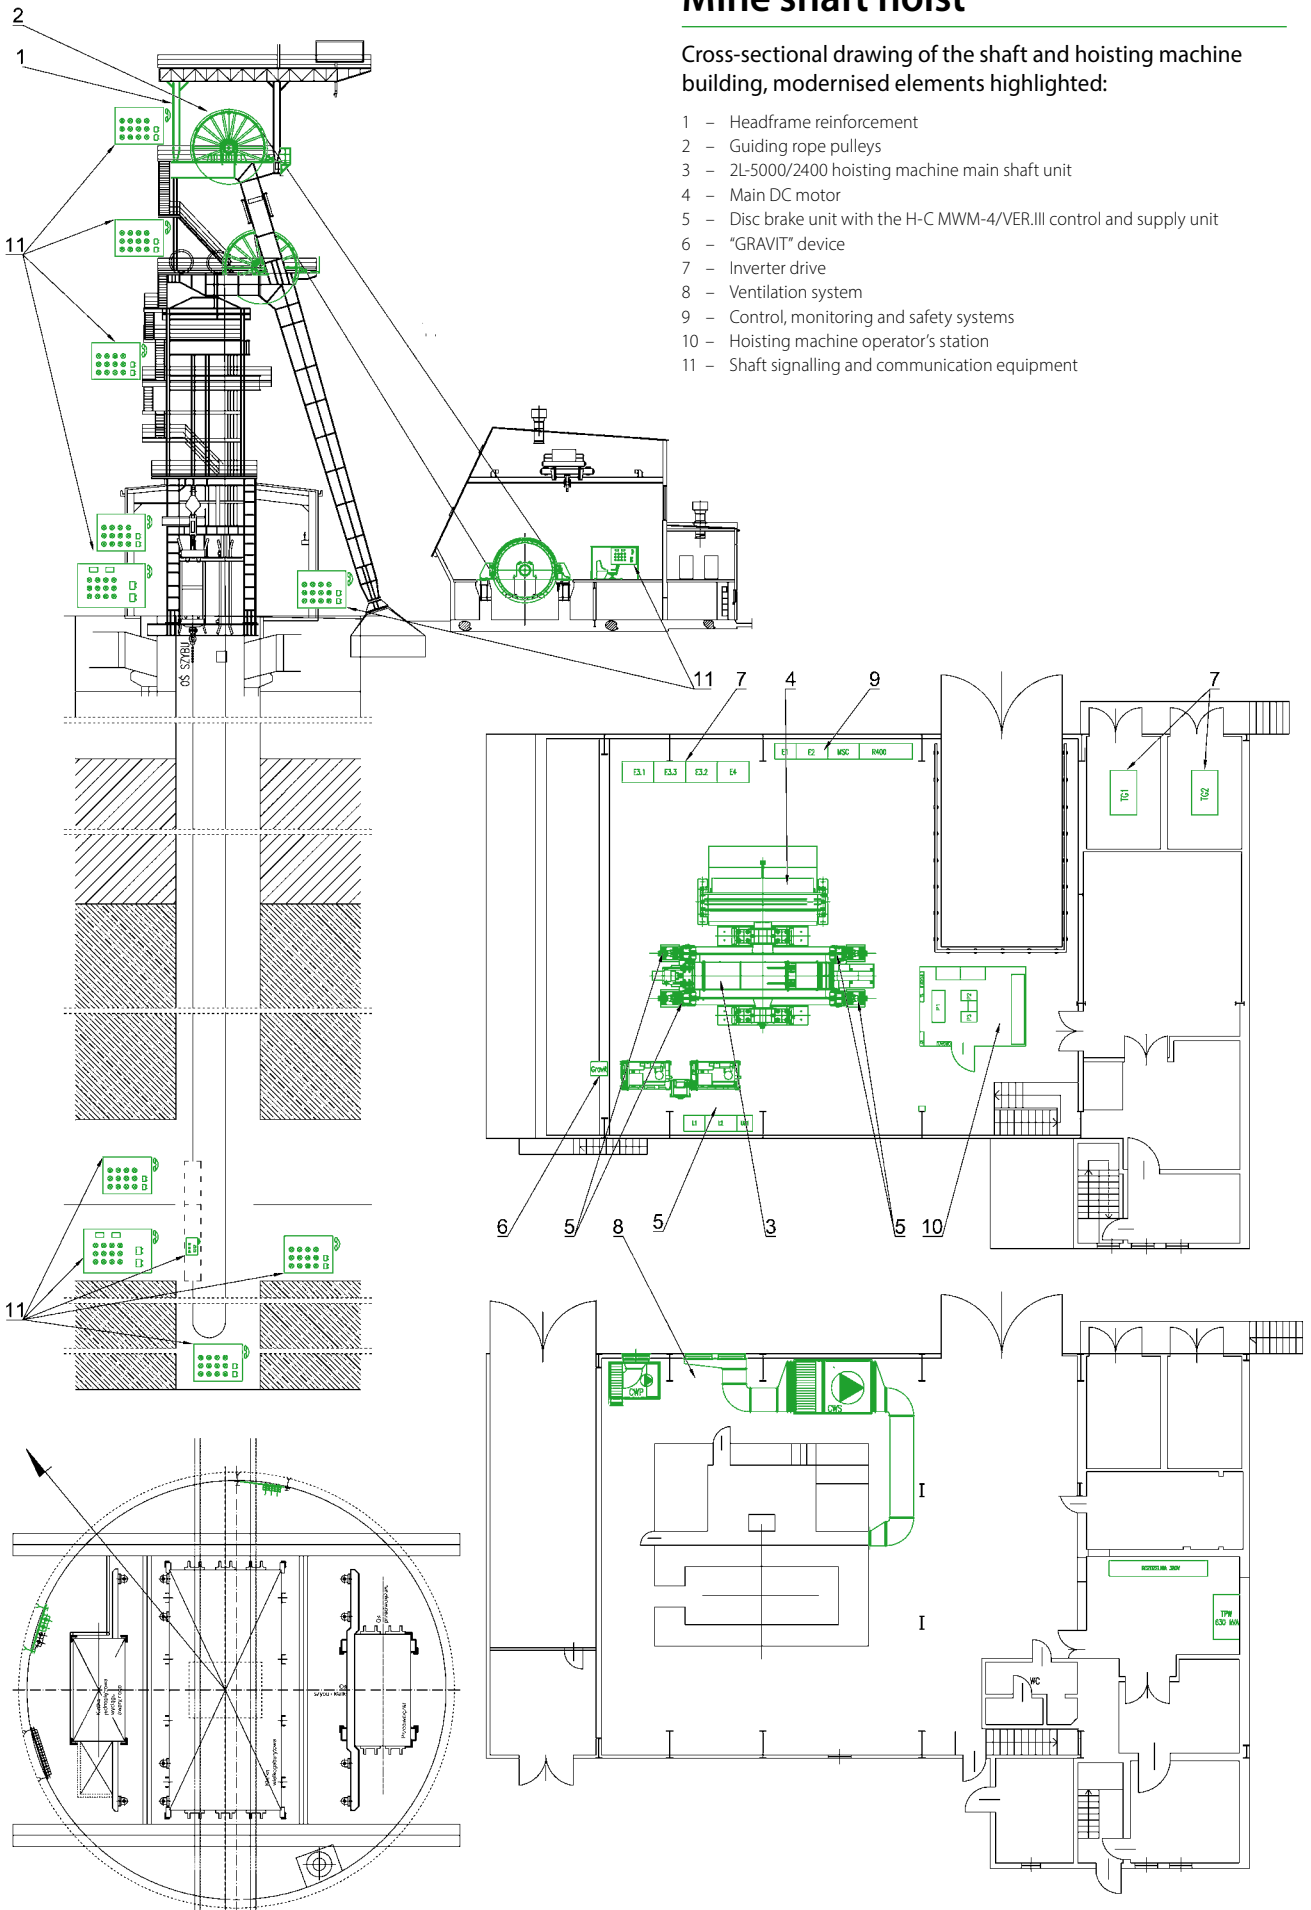 Mine shaft hoist
Cross-sectional drawing of the shaft and hoisting machine
building, modernised elements highlighted:
1 – Headframe reinforcement
2 – Guiding rope pulleys
3 – 2L-5000/2400 hoisting machine main shaft unit
4 – Main DC motor
5 – Disc brake unit with the H-C MWM-4/VER.III control and supply unit
6 – “GRAVIT” device
7 – Inverter drive
8 – Ventilation system
9 – Control, monitoring and safety systems
10 – Hoisting machine operator’s station
11 – Shaft signalling and communication equipment
2
1
11
OŚ SZYBU
11
7
4
9
7
E1 E2 MSC R400
E3.1 E3.3 E3.2 E4
TG1
TG2
Gravit
L1 L2
6
5
8
5
3
5
10
11
CWP
CWS
TPW
630 kVA
WC